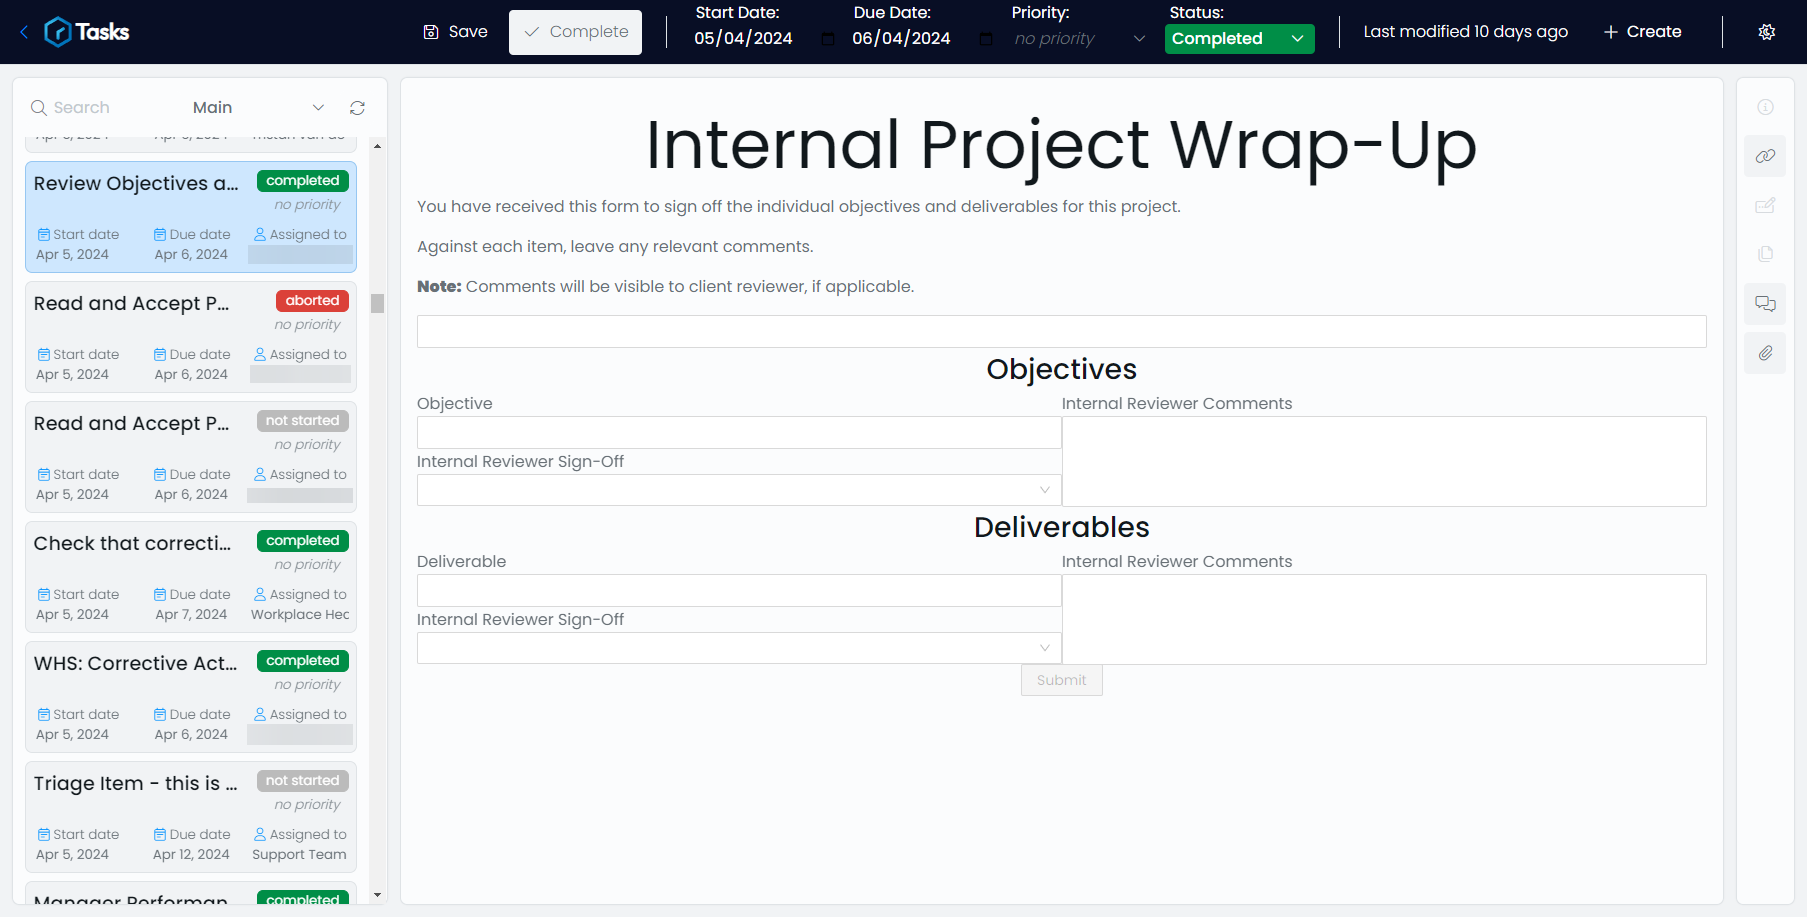 Tasks
Save
Complete
Start Date:
05/04/2024
Due Date:
06/04/2024
Priority:
no priority
Status:
Completed
Last modified 10 days ago
Create
Search
Main
Review Objectives a...
completed
no priority
Start date
Due date
Assigned to
Apr 5, 2024
Apr 6, 2024
Read and Accept P...
aborted
no priority
Start date
Due date
Assigned to
Apr 5, 2024
Apr 6, 2024
Read and Accept P...
not started
no priority
Start date
Due date
Assigned to
Apr 5, 2024
Apr 6, 2024
Check that correcti...
completed
no priority
Start date
Due date
Assigned to
Apr 5, 2024
Apr 7, 2024
Workplace Hec
WHS: Corrective Act...
completed
no priority
Start date
Due date
Assigned to
Apr 5, 2024
Apr 6, 2024
Triage Item - this is ...
not started
no priority
Start date
Due date
Assigned to
Apr 5, 2024
Apr 12, 2024
Support Team
Manager Performan
completed
Internal Project Wrap-Up
You have received this form to sign off the individual objectives and deliverables for this project.
Against each item, leave any relevant comments.
Note: Comments will be visible to client reviewer, if applicable.
Objectives
Objective
Internal Reviewer Comments
Internal Reviewer Sign-Off
Deliverables
Deliverable
Internal Reviewer Comments
Internal Reviewer Sign-Off
Submit